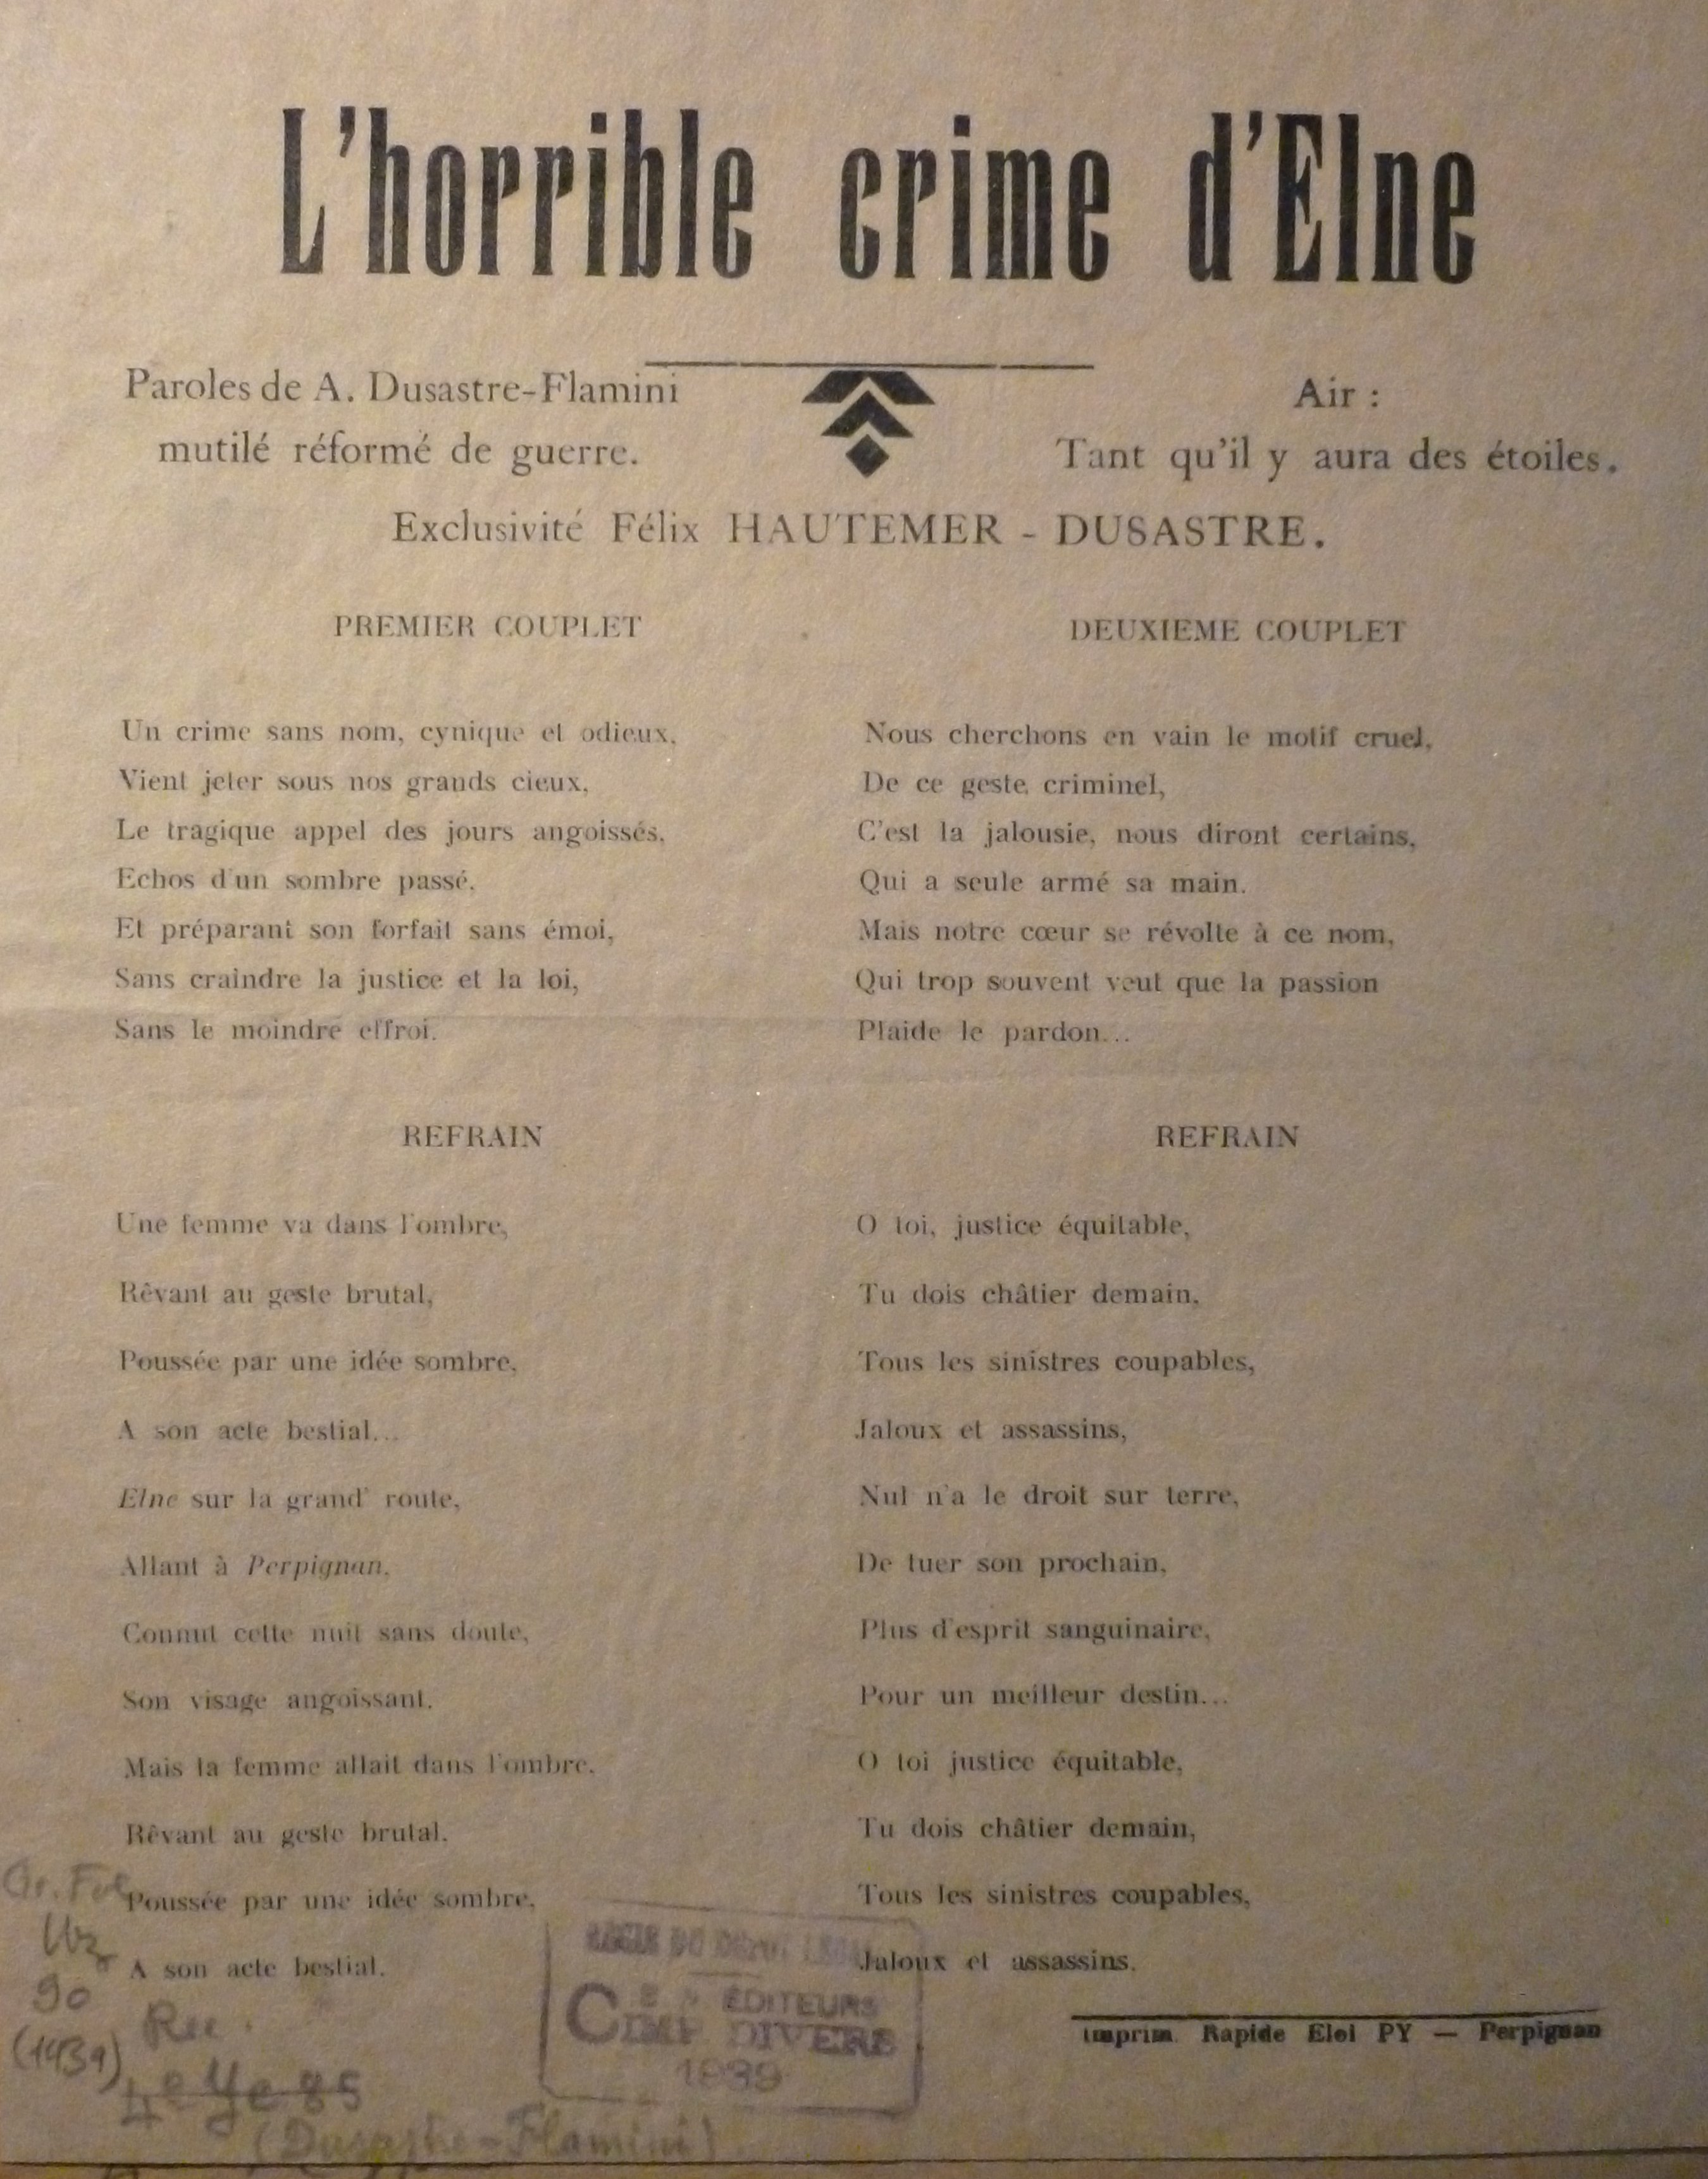 L'horrible crime d'Elne
Paroles de A. Dusastre-Flamini
mutilé réformé de guerre.
Air :
Tant qu'il y aura des étoiles.
Exclusivité Félix HAUTEMER - DUSASTRE.
PREMIER COUPLET
Un crime sans nom, cynique et odieux,
Vient jeter sous nos grands cieux,
Le tragique appel des jours angoissés,
Echos d'un sombre passé.
Et préparant son forfait sans émoi,
Sans craindre la justice et la loi,
Sans le moindre effroi.
REFRAIN
Une femme va dans l'ombre,
Rêvant au geste brutal,
Poussée par une idée sombre,
A son acte bestial...
Elne sur la grand' route,
Allant à Perpignan,
Connut cette nuit sans doute,
Son visage angoissant.
Mais la femme allait dans l'ombre,
Rêvant au geste brutal.
Poussée par une idée sombre,
A son acte bestial.
DEUXIEME COUPLET
Nous cherchons en vain le motif cruel,
De ce geste criminel,
C'est la jalousie, nous diront certains,
Qui a seule armé sa main.
Mais notre cœur se révolte à ce nom,
Qui trop souvent veut que la passion
Plaide le pardon...
REFRAIN
O toi, justice équitable,
Tu dois châtier demain,
Tous les sinistres coupables,
Jaloux et assassins,
Nul n'a le droit sur terre,
De tuer son prochain,
Plus d'esprit sanguinaire,
Pour un meilleur destin...
O toi justice équitable,
Tu dois châtier demain,
Tous les sinistres coupables,
Jaloux et assassins.
Imprim. Rapide Eloi PY — Perpignan
EDITEURS
DIVERS
1939
Gr. Fol
Wz
90
(1439)
Rés.
4º Ye 85
(Dusastre-Flamini)